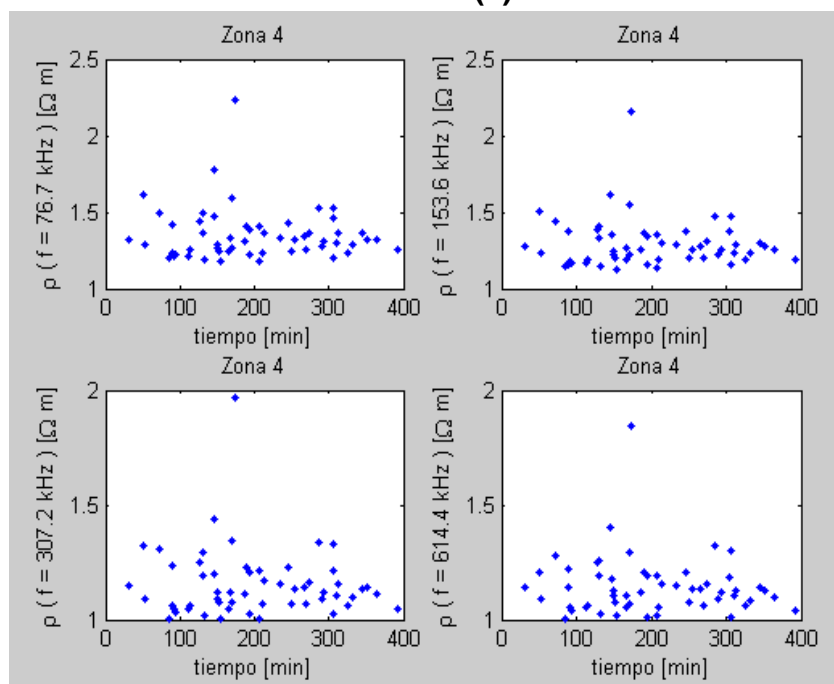 Zona 4
Zona 4
ρ ( f = 76.7 kHz ) [Ω m]
2.5
2
1.5
1
0 100 200 300 400
tiempo [min]
ρ ( f = 153.6 kHz ) [Ω m]
2.5
2
1.5
1
0 100 200 300 400
tiempo [min]
Zona 4
Zona 4
ρ ( f = 307.2 kHz ) [Ω m]
2
1.5
1
0 100 200 300 400
tiempo [min]
ρ ( f = 614.4 kHz ) [Ω m]
2
1.5
1
0 100 200 300 400
tiempo [min]